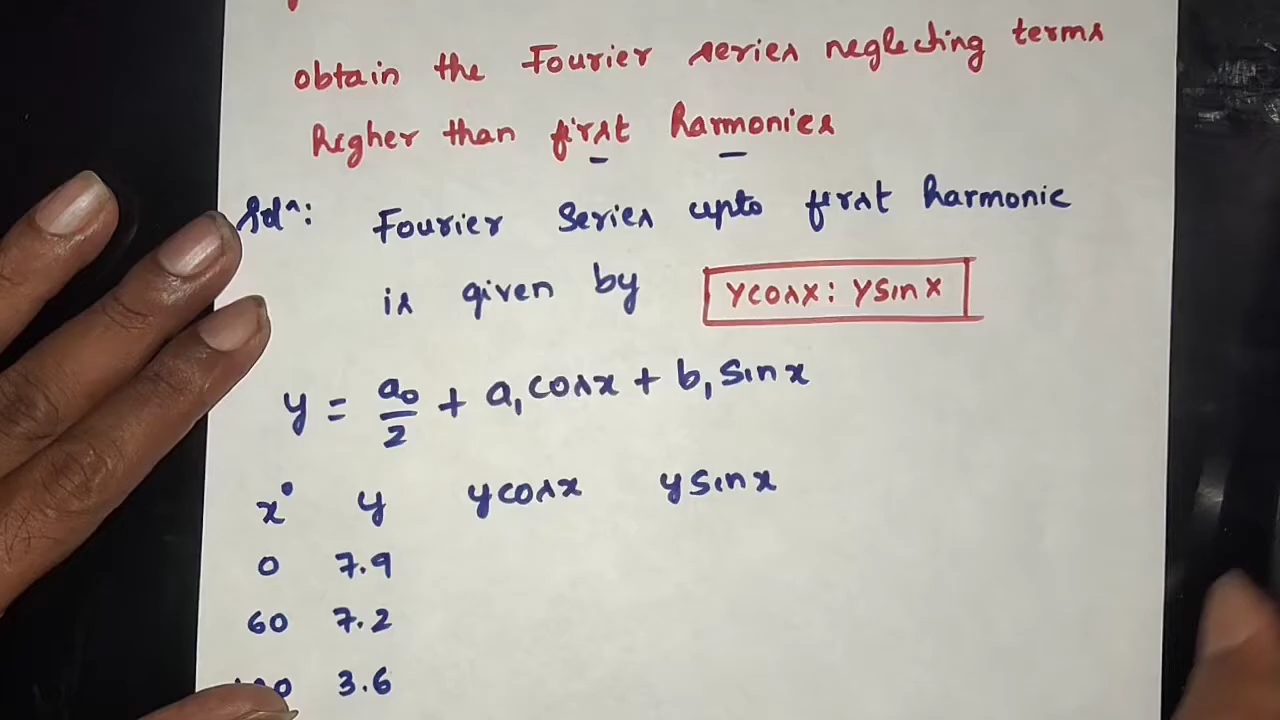 obtain the Fourier series neglecting terms
higher than first harmonics
Soln:   Fourier Series upto first harmonic
is given by   ycosx : ysinx
y = a₀/2 + a₁cosx + b₁sinx
x°   y   ycosx   ysinx
0   7.9
60   7.2
3.6